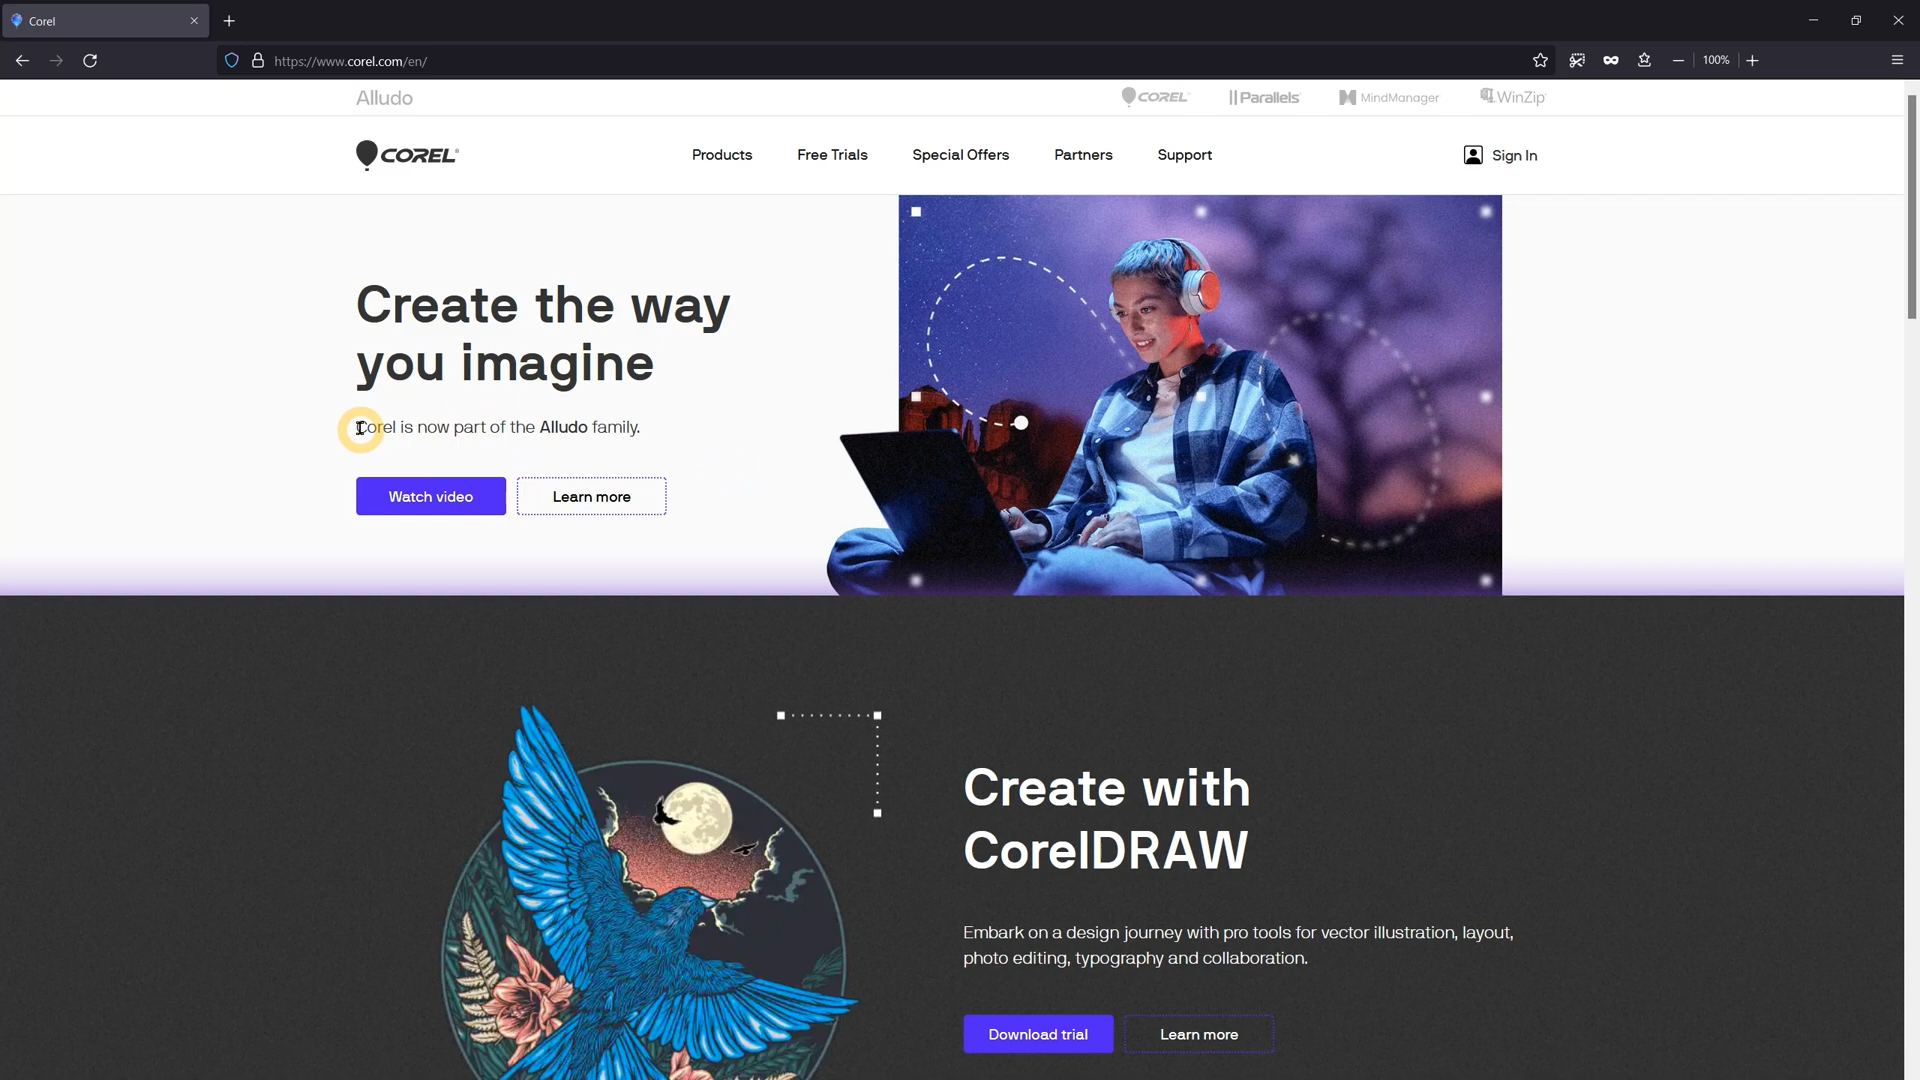 Corel
https://www.corel.com/en/
100%
Alludo
COREL
Parallels
MindManager
WinZip
COREL
Products
Free Trials
Special Offers
Partners
Support
Sign In
Create the way
you imagine
Corel is now part of the Alludo family.
Watch video
Learn more
Create with
CorelDRAW
Embark on a design journey with pro tools for vector illustration, layout,
photo editing, typography and collaboration.
Download trial
Learn more